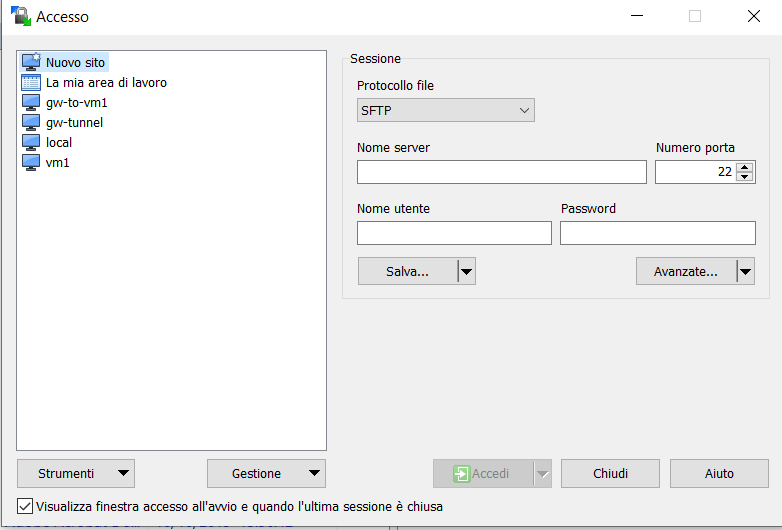 Accesso
Nuovo sito
La mia area di lavoro
gw-to-vm1
gw-tunnel
local
vm1
Sessione
Protocollo file
SFTP
Nome server
Numero porta
22
Nome utente
Password
Salva...
Avanzate...
Strumenti
Gestione
Accedi
Chiudi
Aiuto
Visualizza finestra accesso all'avvio e quando l'ultima sessione è chiusa